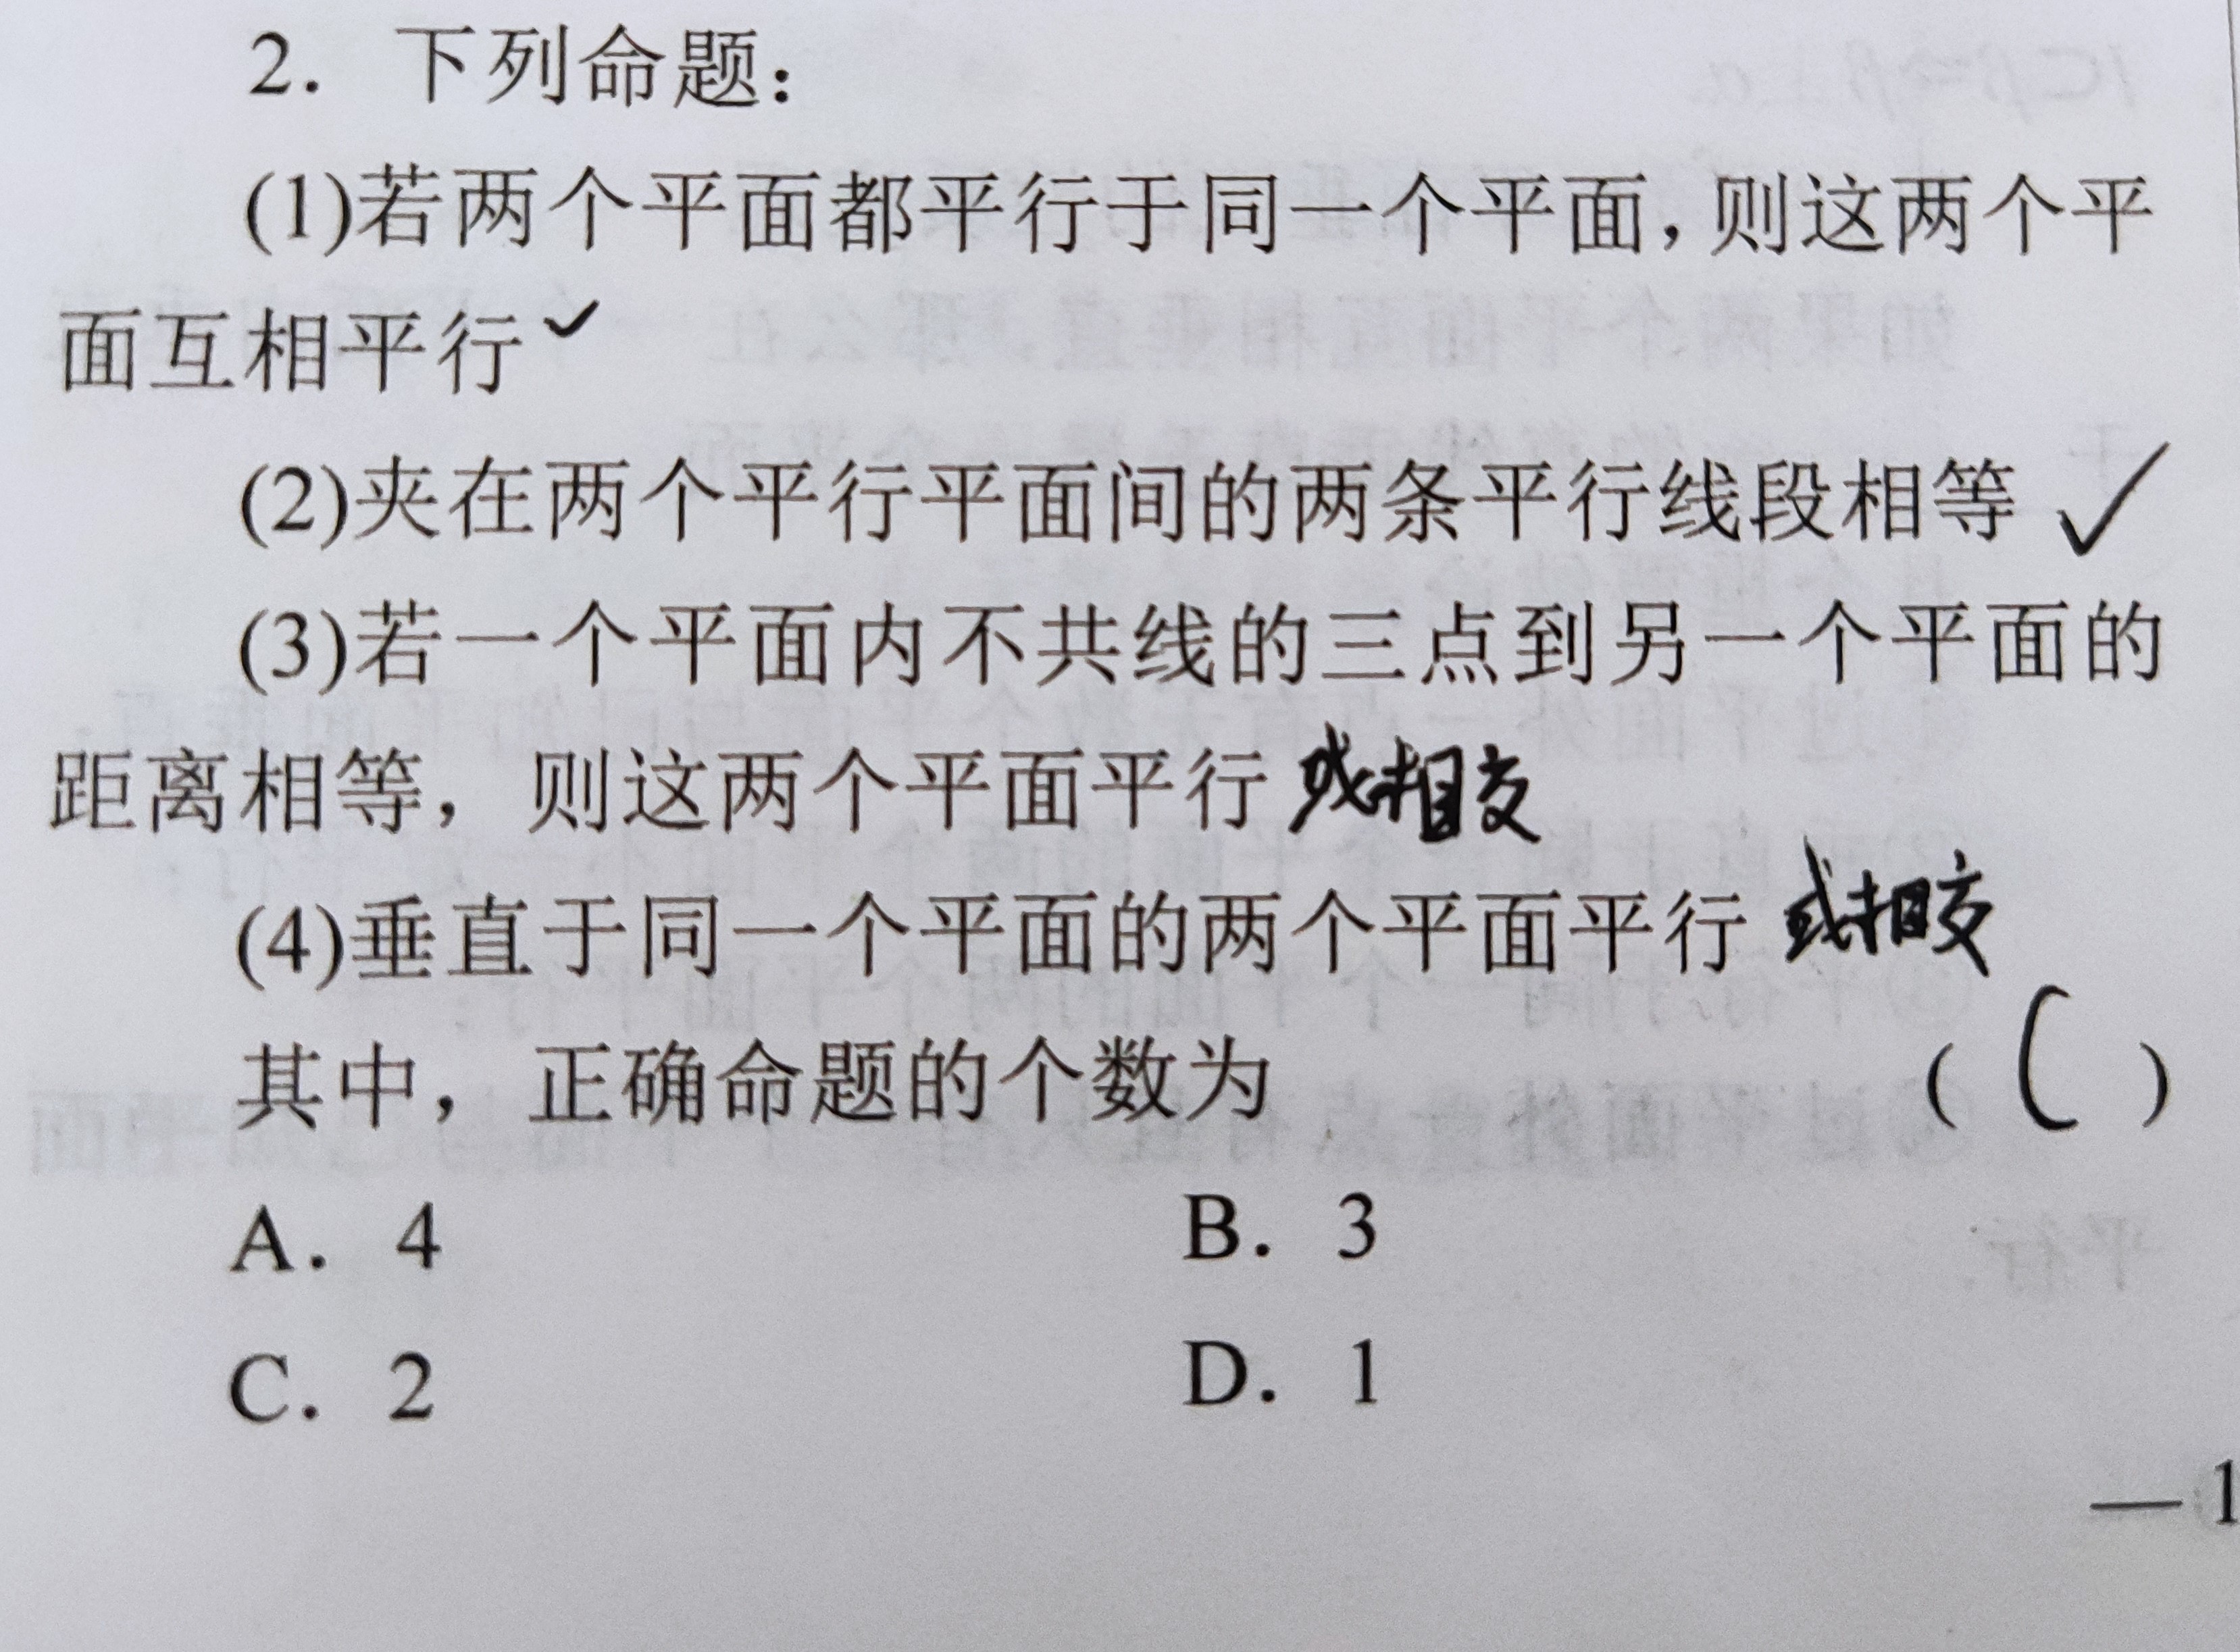 2. 下列命题：
(1)若两个平面都平行于同一个平面，则这两个平
面互相平行✓
(2)夹在两个平行平面间的两条平行线段相等 ✓
(3)若一个平面内不共线的三点到另一个平面的
距离相等，则这两个平面平行 或相交
(4)垂直于同一个平面的两个平面平行 或相交
其中，正确命题的个数为 （ C ）
A. 4 B. 3
C. 2 D. 1
— 1